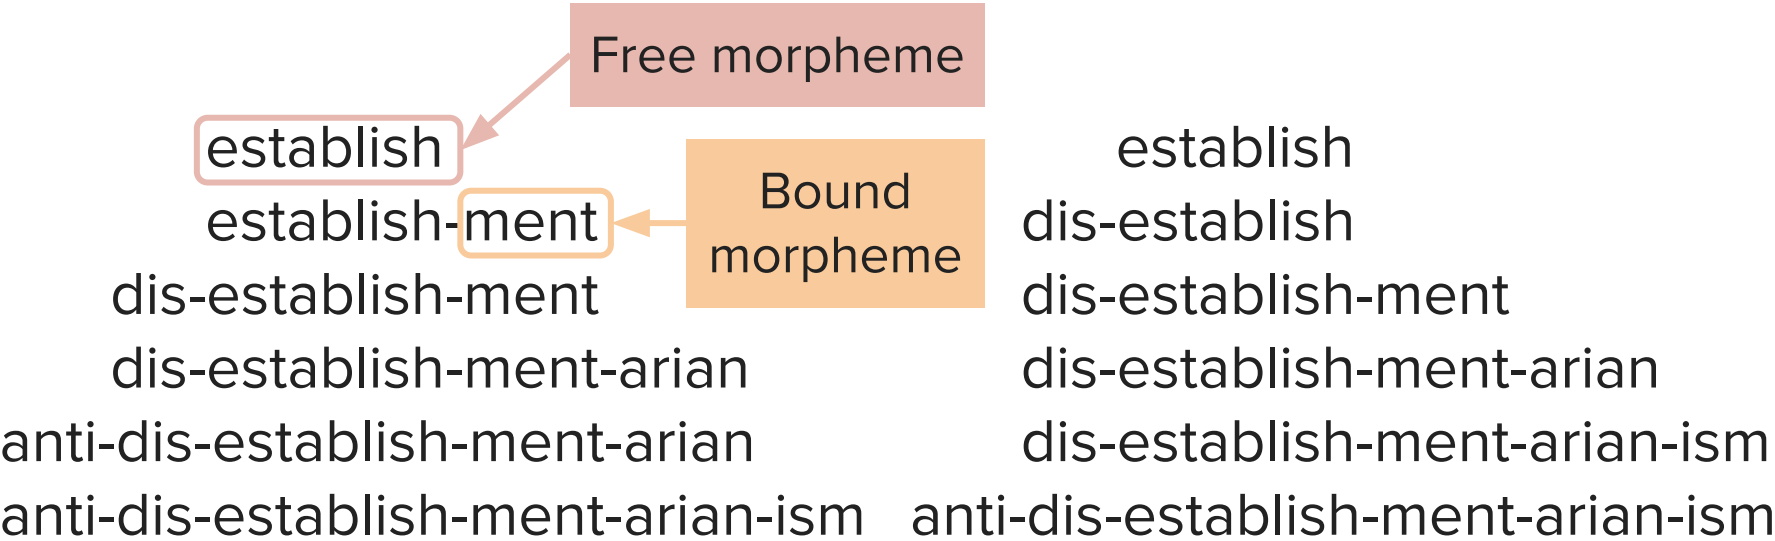 Free morpheme
establish
establish-ment
dis-establish-ment
dis-establish-ment-arian
anti-dis-establish-ment-arian
anti-dis-establish-ment-arian-ism
Bound
morpheme
establish
dis-establish
dis-establish-ment
dis-establish-ment-arian
dis-establish-ment-arian-ism
anti-dis-establish-ment-arian-ism